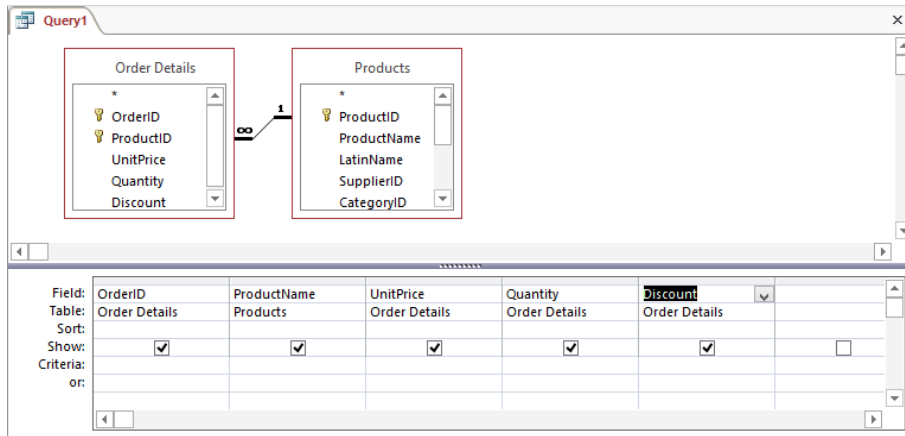 Query1
Order Details
*
OrderID
ProductID
UnitPrice
Quantity
Discount
∞ 1
Products
*
ProductID
ProductName
LatinName
SupplierID
CategoryID
Field: OrderID ProductName UnitPrice Quantity Discount
Table: Order Details Products Order Details Order Details Order Details
Sort:
Show:
Criteria:
or: